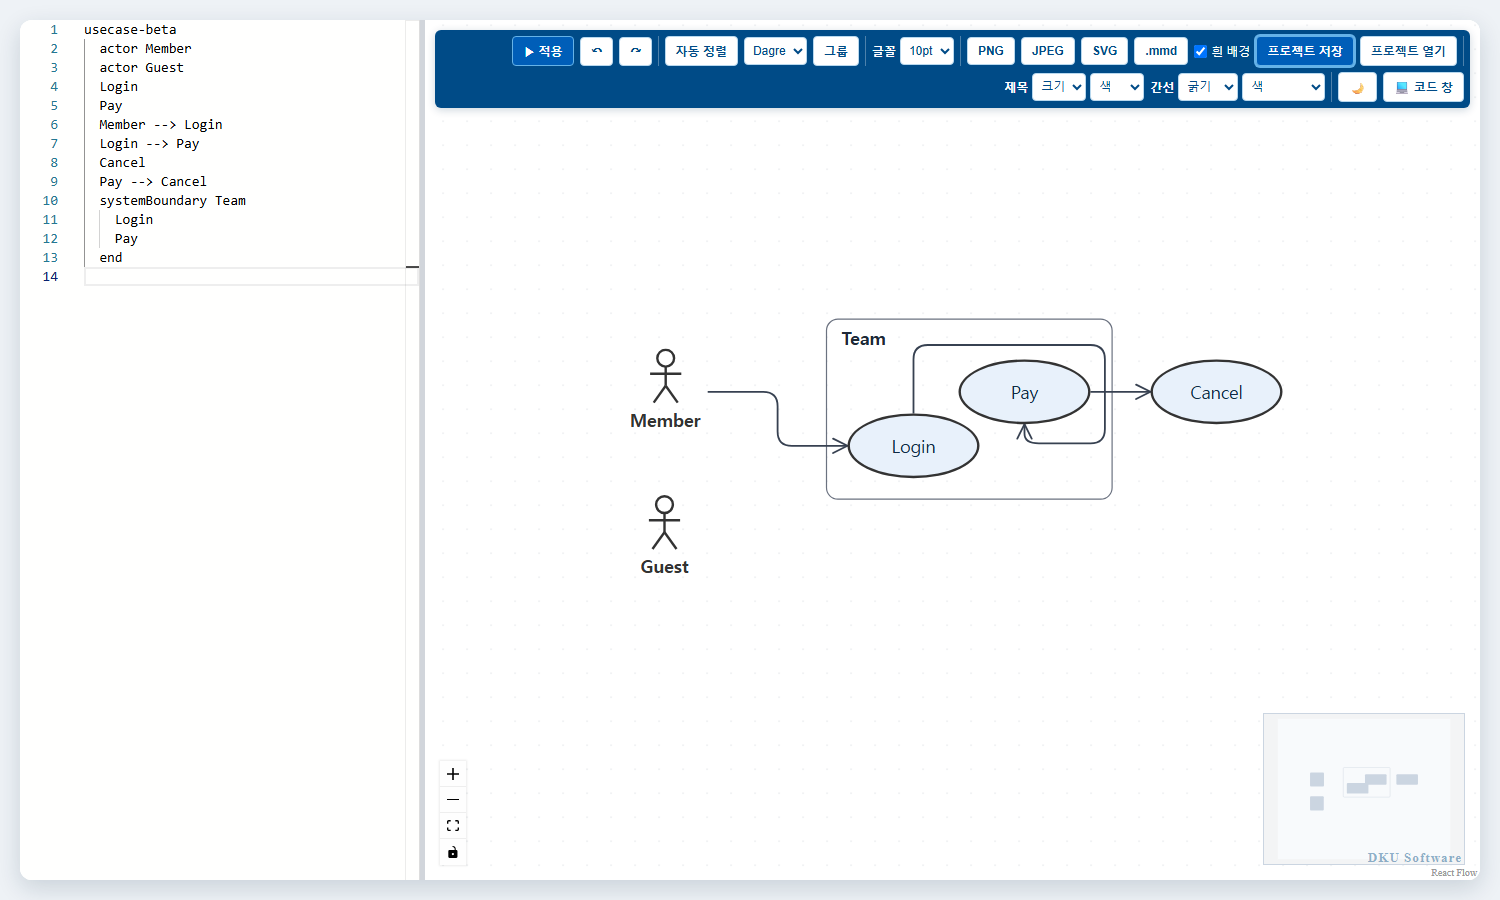 1 usecase-beta
2 actor Member
3 actor Guest
4 Login
5 Pay
6 Member --> Login
7 Login --> Pay
8 Cancel
9 Pay --> Cancel
10 systemBoundary Team
11 Login
12 Pay
13 end
14
▶ 적용 자동 정렬 Dagre 그룹 글꼴 10pt PNG JPEG SVG .mmd 흰 배경 프로젝트 저장 프로젝트 열기
제목 크기 색 간선 굵기 색 코드 창
Team
Member
Pay
Cancel
Login
Guest
DKU Software
React Flow